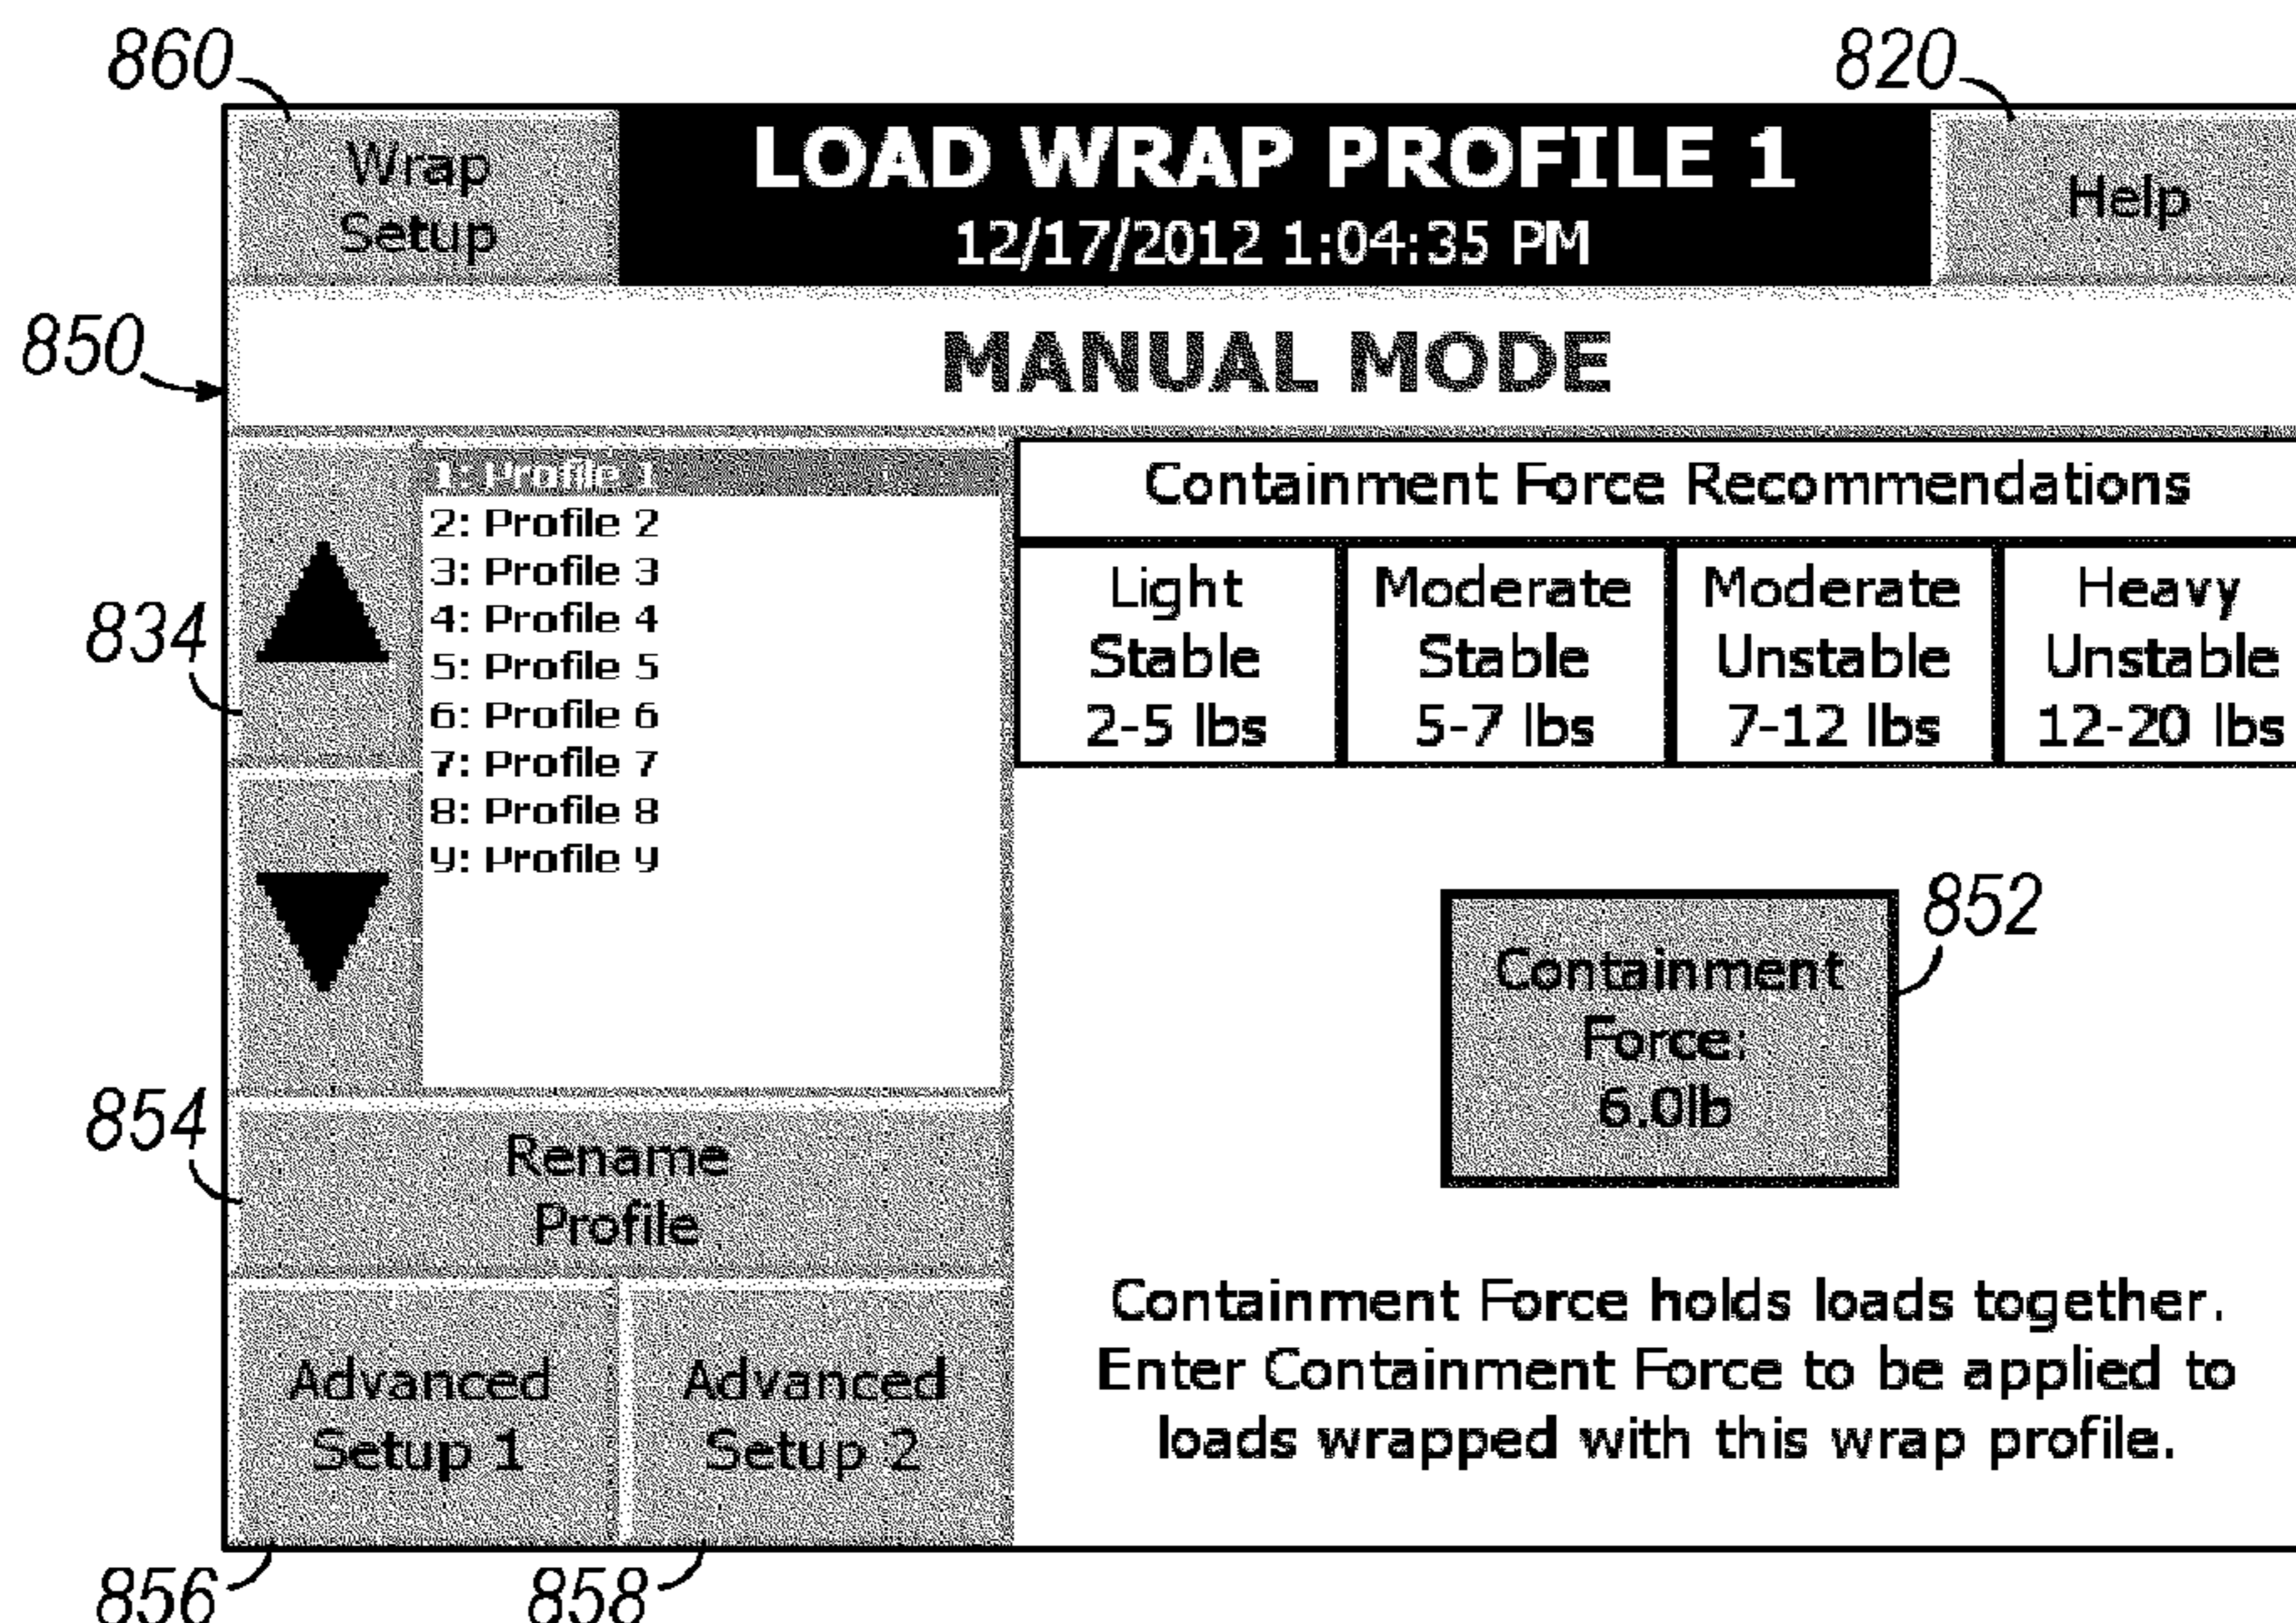 860
820
Wrap
Setup
LOAD WRAP PROFILE 1
12/17/2012 1:04:35 PM
Help
850
MANUAL MODE
834
1: Profile 1
2: Profile 2
3: Profile 3
4: Profile 4
5: Profile 5
6: Profile 6
7: Profile 7
8: Profile 8
9: Profile 9
Containment Force Recommendations
Light
Stable
2-5 lbs
Moderate
Stable
5-7 lbs
Moderate
Unstable
7-12 lbs
Heavy
Unstable
12-20 lbs
852
Containment
Force:
6.0lb
854
Rename
Profile
Advanced
Setup 1
Advanced
Setup 2
Containment Force holds loads together.
Enter Containment Force to be applied to
loads wrapped with this wrap profile.
856
858